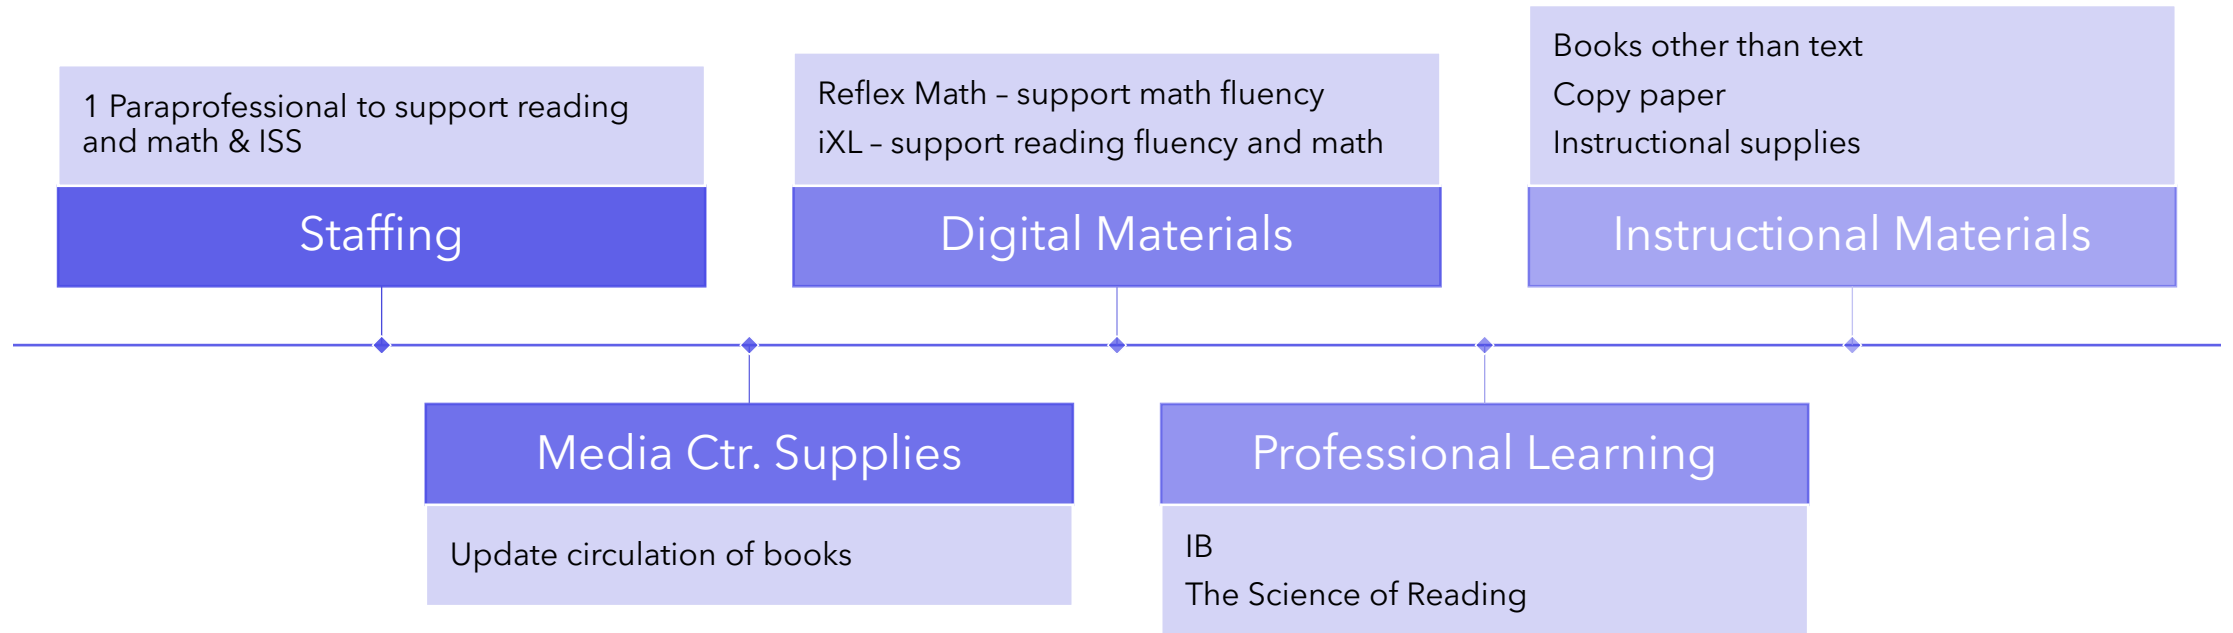 1 Paraprofessional to support reading
and math & ISS
Staffing
Media Ctr. Supplies
Update circulation of books
Reflex Math – support math fluency
iXL – support reading fluency and math
Digital Materials
Professional Learning
IB
The Science of Reading
Books other than text
Copy paper
Instructional supplies
Instructional Materials